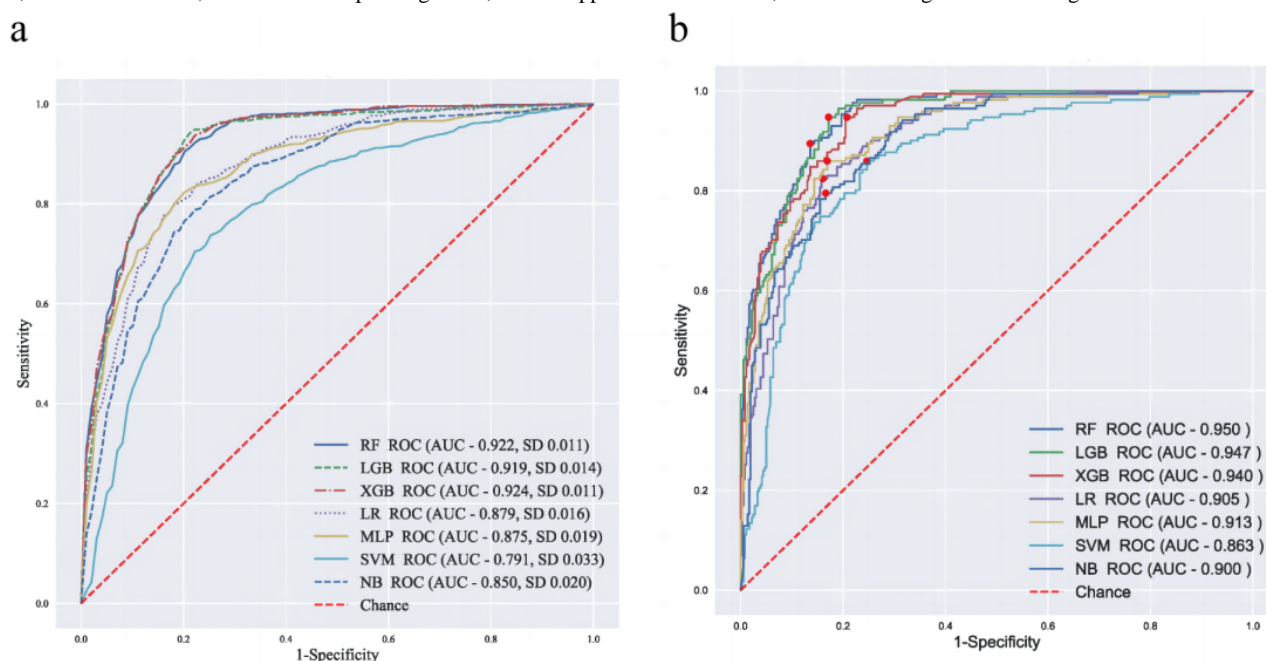 a
1.0
0.8
0.6
0.4
0.2
0.0
Sensitivity
0.0 0.2 0.4 0.6 0.8 1.0
1-Specificity
RF ROC (AUC - 0.922, SD 0.011)
LGB ROC (AUC - 0.919, SD 0.014)
XGB ROC (AUC - 0.924, SD 0.011)
LR ROC (AUC - 0.879, SD 0.016)
MLP ROC (AUC - 0.875, SD 0.019)
SVM ROC (AUC - 0.791, SD 0.033)
NB ROC (AUC - 0.850, SD 0.020)
Chance
b
1.0
0.8
0.6
0.4
0.2
0.0
Sensitivity
0.0 0.2 0.4 0.6 0.8 1.0
1-Specificity
RF ROC (AUC - 0.950 )
LGB ROC (AUC - 0.947 )
XGB ROC (AUC - 0.940 )
LR ROC (AUC - 0.905 )
MLP ROC (AUC - 0.913 )
SVM ROC (AUC - 0.863 )
NB ROC (AUC - 0.900 )
Chance